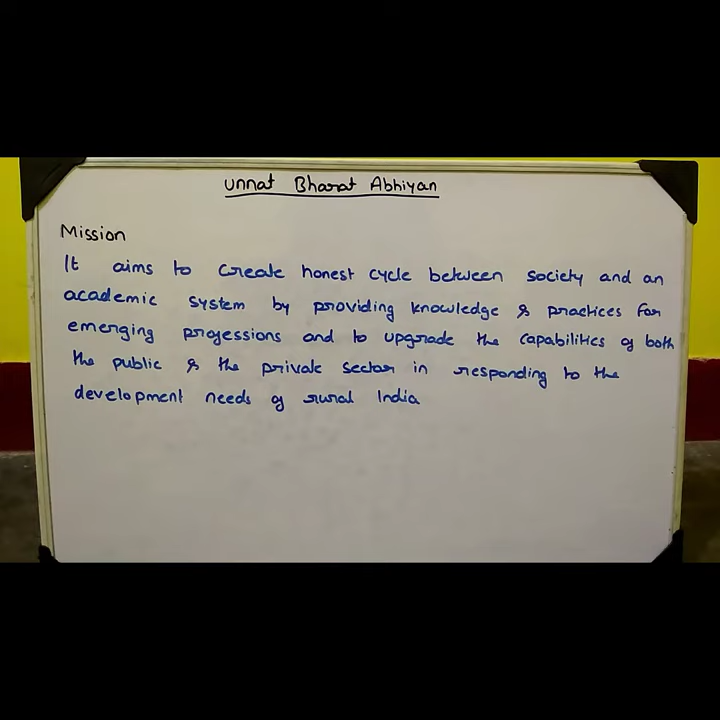 Unnat Bharat Abhiyan
Mission
It aims to create honest cycle between society and an
academic system by providing knowledge & practices for
emerging professions and to upgrade the capabilities of both
the public & the private sector in responding to the
development needs of rural India